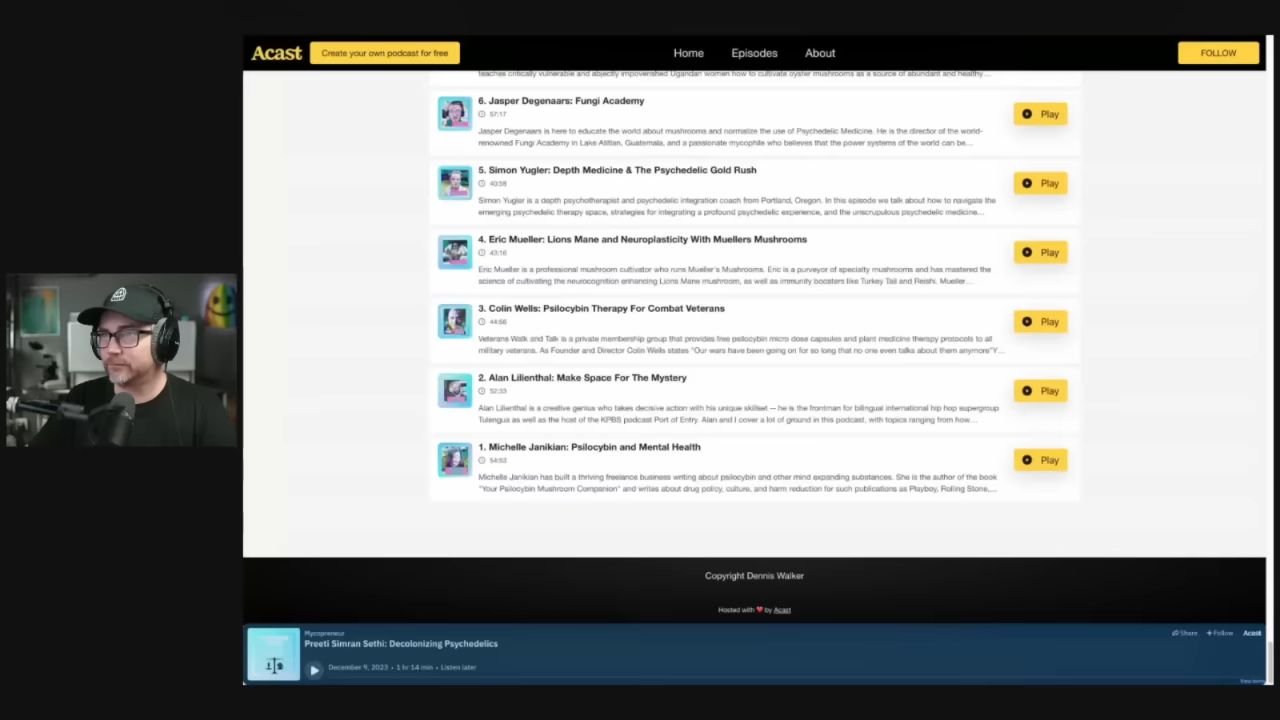 Acast
Create your own podcast for free
Home
Episodes
About
FOLLOW
teaches critically vulnerable and abjectly impoverished Ugandan women how to cultivate oyster mushrooms as a source of abundant and healthy...
6. Jasper Degenaars: Fungi Academy
57:17
Play
Jasper Degenaars is here to educate the world about mushrooms and normalize the use of Psychedelic Medicine. He is the director of the world-
renowned Fungi Academy in Lake Atitlan, Guatemala, and a passionate mycophile who believes that the power systems of the world can be...
5. Simon Yugler: Depth Medicine & The Psychedelic Gold Rush
Play
Simon Yugler is a depth psychotherapist and psychedelic integration coach from Portland, Oregon. In this episode we talk about how to navigate the
emerging psychedelic therapy space, strategies for integrating a profound psychedelic experience, and the unscrupulous psychedelic medicine...
4. Eric Mueller: Lions Mane and Neuroplasticity With Muellers Mushrooms
Play
Eric Mueller is a professional mushroom cultivator who runs Mueller's Mushrooms. Eric is a purveyor of specialty mushrooms and has mastered the
science of cultivating the neurocognition enhancing Lions Mane mushroom, as well as immunity boosters like Turkey Tail and Reishi. Mueller...
3. Colin Wells: Psilocybin Therapy For Combat Veterans
44:56
Play
Veterans Walk and Talk is a private membership group that provides free psilocybin micro dose capsules and plant medicine therapy protocols to all
military veterans. As Founder and Director Colin Wells states "Our wars have been going on for so long that no one even talks about them anymore"Y...
2. Alan Lilienthal: Make Space For The Mystery
52:33
Play
Alan Lilienthal is a creative genius who takes decisive action with his unique skillset -- he is the frontman for bilingual international hip hop supergroup
Tulengua as well as the host of the KPBS podcast Port of Entry. Alan and I cover a lot of ground in this podcast, with topics ranging from how...
1. Michelle Janikian: Psilocybin and Mental Health
54:53
Play
Michelle Janikian has built a thriving freelance business writing about psilocybin and other mind expanding substances. She is the author of the book
"Your Psilocybin Mushroom Companion" and writes about drug policy, culture, and harm reduction for such publications as Playboy, Rolling Stone,...
Copyright Dennis Walker
Hosted with ❤ by Acast
Mycopreneur
Preeti Simran Sethi: Decolonizing Psychedelics
December 9, 2023 • 1 hr 14 min • Listen later
Share
+ Follow
Acast